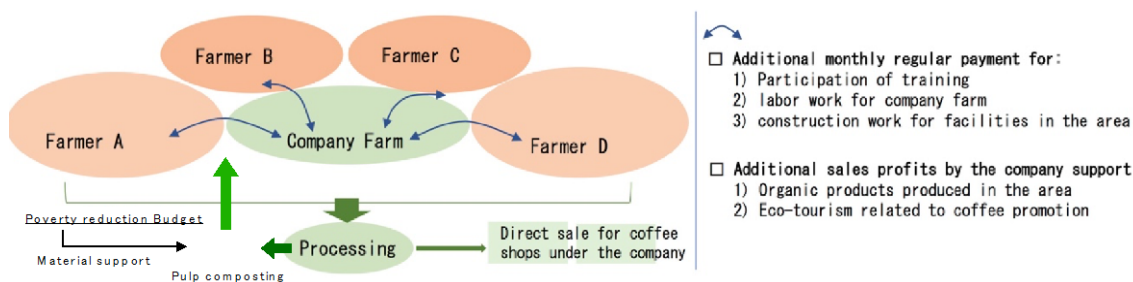 Farmer B
Farmer C
Farmer A
Company Farm
Farmer D
Poverty reduction Budget
Material support
Pulp composting
Processing
Direct sale for coffee
shops under the company
□ Additional monthly regular payment for:
1) Participation of training
2) labor work for company farm
3) construction work for facilities in the area
□ Additional sales profits by the company support
1) Organic products produced in the area
2) Eco-tourism related to coffee promotion